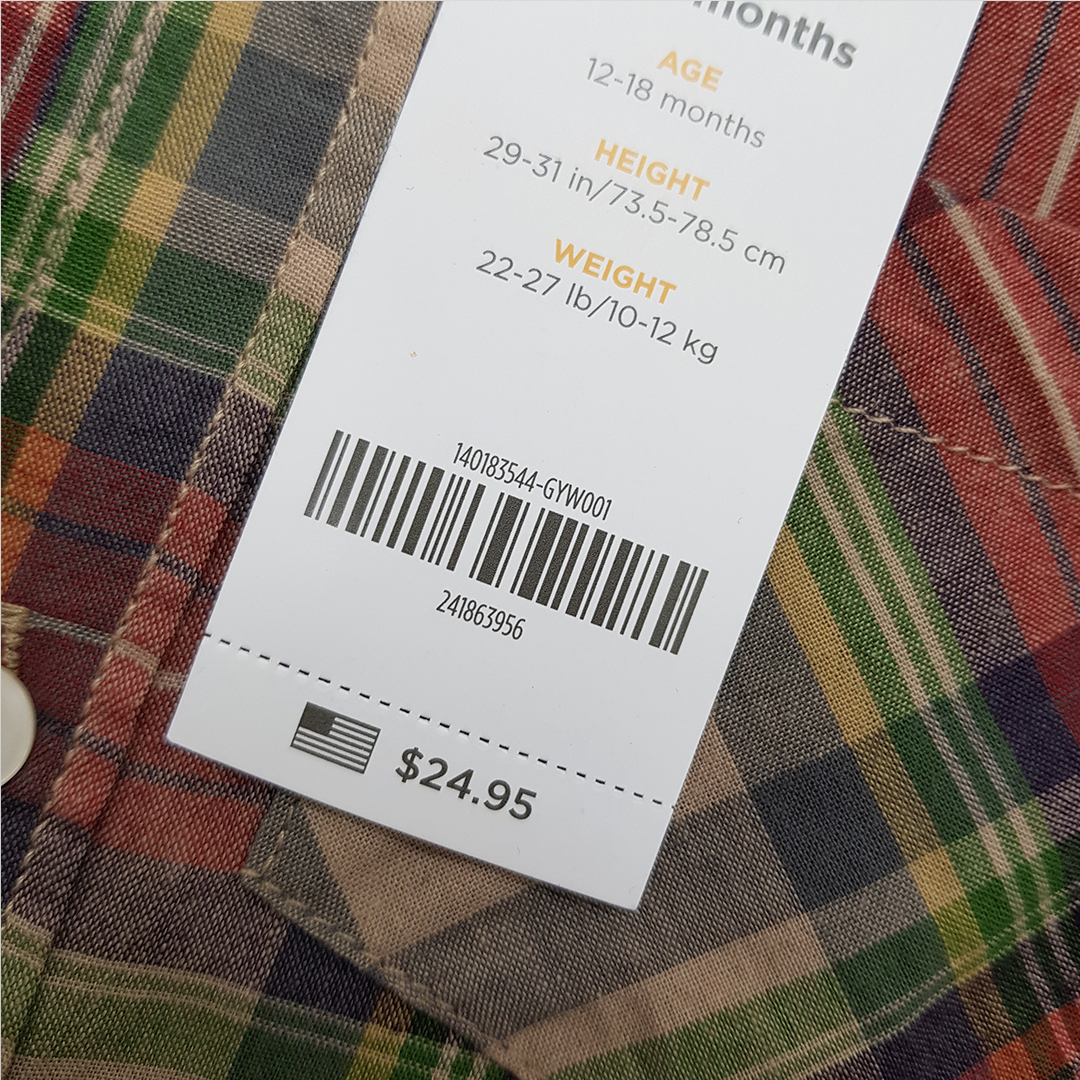 months
AGE
12-18 months
HEIGHT
29-31 in/73.5-78.5 cm
WEIGHT
22-27 lb/10-12 kg
140183544-GYW001
241863956
$24.95